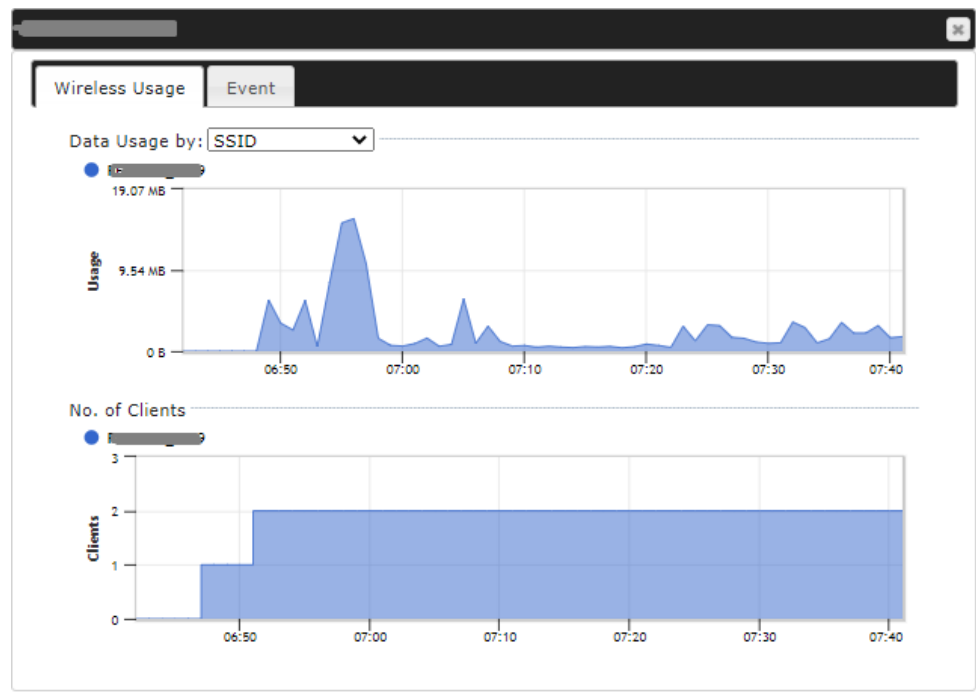 Wireless Usage Event
Data Usage by: SSID
19.07 MB
9.54 MB
0 B
Usage
06:50 07:00 07:10 07:20 07:30 07:40
No. of Clients
3
2
1
0
Clients
06:50 07:00 07:10 07:20 07:30 07:40